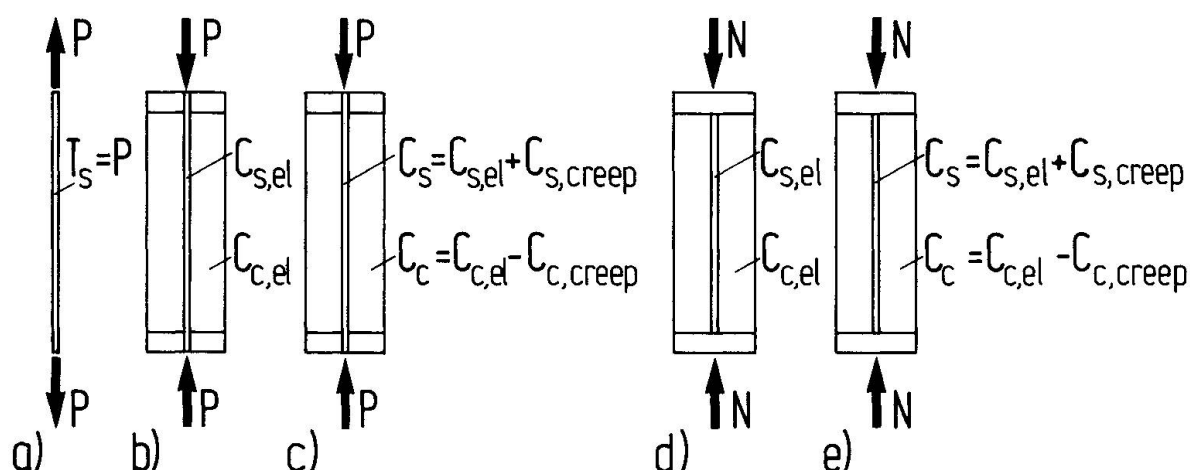 P P P N N
T_s=P C_s,el C_s=C_s,el+C_s,creep C_s,el C_s=C_s,el+C_s,creep
C_c,el C_c=C_c,el-C_c,creep C_c,el C_c=C_c,el-C_c,creep
P P P N N
a) b) c) d) e)